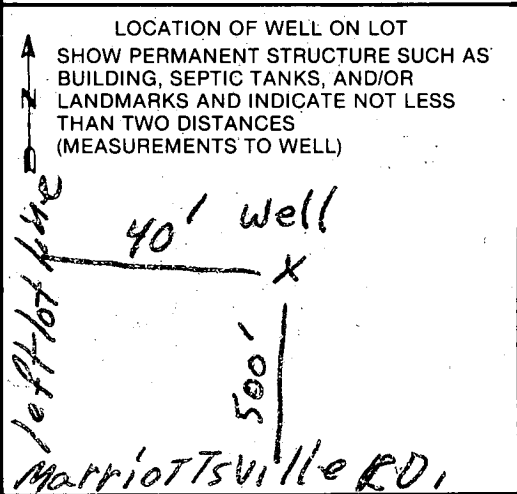 LOCATION OF WELL ON LOT
SHOW PERMANENT STRUCTURE SUCH AS
BUILDING, SEPTIC TANKS, AND/OR
LANDMARKS AND INDICATE NOT LESS
THAN TWO DISTANCES
(MEASUREMENTS TO WELL)
N
40' Well
X
left lot line
500'
MarrioTTsville RD.